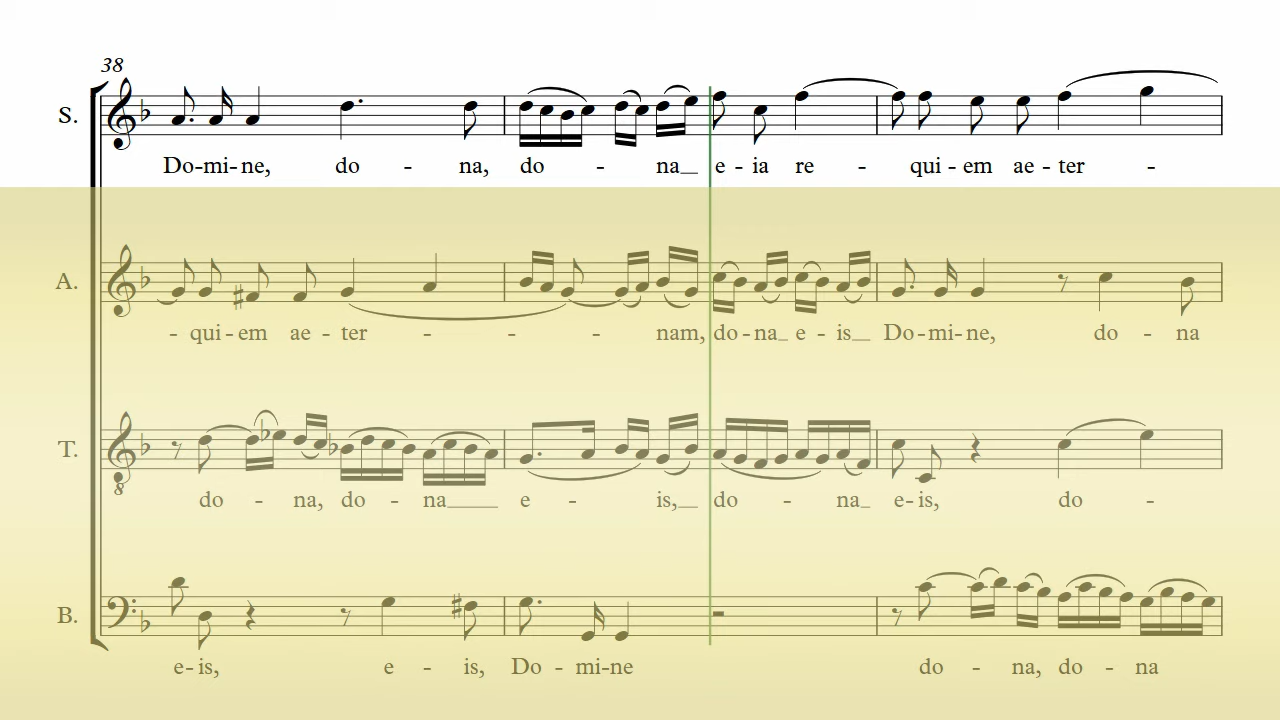 38
S.
Do-mi-ne, do - na, do - na_ e - ia re - qui - em ae - ter -
A.
- qui - em ae - ter - - - nam, do - na_ e - is_ Do-mi-ne, do - na
T.
8
do - na, do - na_ e - is,_ do - na_ e - is, do -
B.
e - is, e - is, Do - mi-ne do - na, do - na